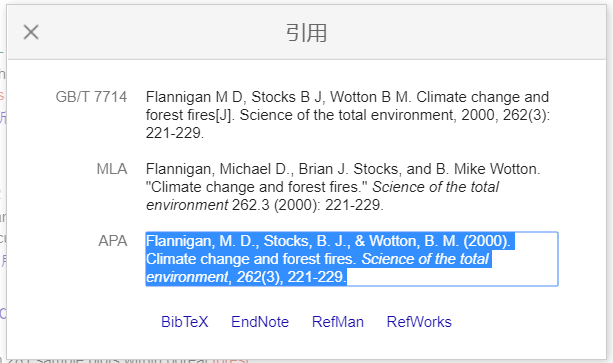 引用
GB/T 7714
Flannigan M D, Stocks B J, Wotton B M. Climate change and
forest fires[J]. Science of the total environment, 2000, 262(3):
221-229.
MLA
Flannigan, Michael D., Brian J. Stocks, and B. Mike Wotton.
"Climate change and forest fires." Science of the total
environment 262.3 (2000): 221-229.
APA
Flannigan, M. D., Stocks, B. J., & Wotton, B. M. (2000).
Climate change and forest fires. Science of the total
environment, 262(3), 221-229.
BibTeX EndNote RefMan RefWorks